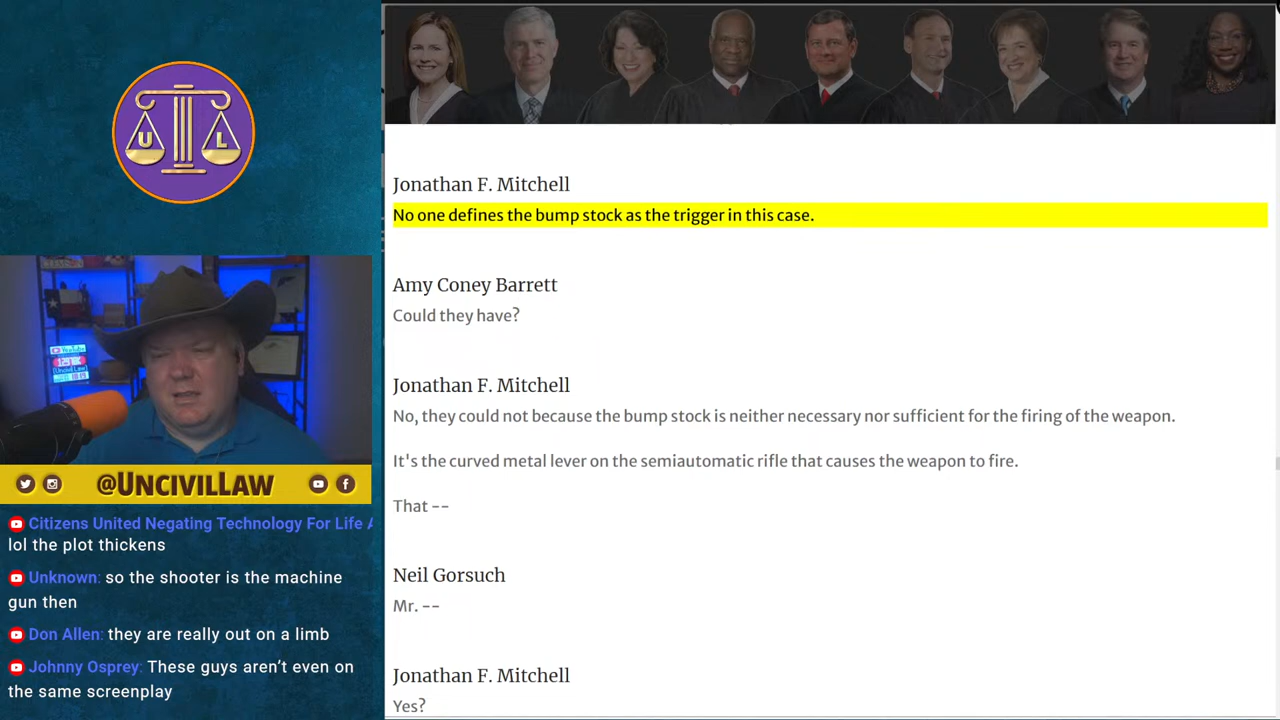 U L
@UNCIVILLAW
Citizens United Negating Technology For Life A
lol the plot thickens
Unknown: so the shooter is the machine
gun then
Don Allen: they are really out on a limb
Johnny Osprey: These guys aren't even on
the same screenplay
Jonathan F. Mitchell
No one defines the bump stock as the trigger in this case.
Amy Coney Barrett
Could they have?
Jonathan F. Mitchell
No, they could not because the bump stock is neither necessary nor sufficient for the firing of the weapon.
It's the curved metal lever on the semiautomatic rifle that causes the weapon to fire.
That --
Neil Gorsuch
Mr. --
Jonathan F. Mitchell
Yes?